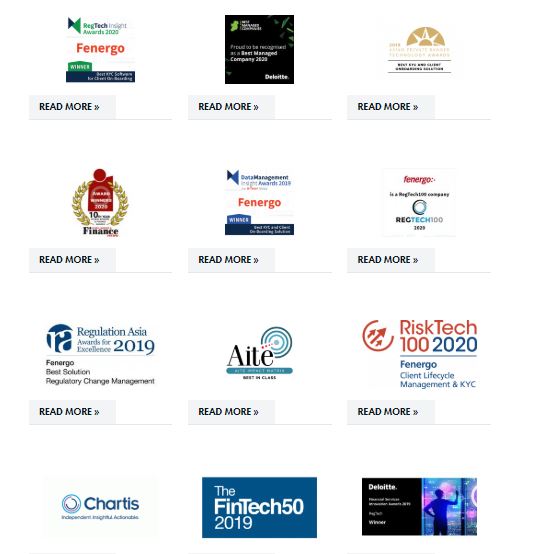 RegTech Insight
Awards 2020
Fenergo
WINNER
Best KYC Software
for Client On-Boarding
BEST
MANAGED
COMPANIES
Proud to be recognised
as a Best Managed
Company 2020
Deloitte.
2019
TECHNOLOGY AWARDS
BEST KYC AND CLIENT
ONBOARDING SOLUTION
READ MORE »
READ MORE »
READ MORE »
AWARD
WINNERS
2020
10TH YEAR
Finance
DataManagement
Insight Awards 2019
Fenergo
WINNER
Best KYC and Client
On-Boarding Solution
fenergo:·
is a RegTech100 company
REGTECH100
2020
READ MORE »
READ MORE »
READ MORE »
ra
Regulation Asia
Awards for
Excellence 2019
Fenergo
Best Solution
Regulatory Change Management
Aite
AITE IMPACT MATRIX
BEST IN CLASS
RiskTech
100 2020
Fenergo
Client Lifecycle
Management & KYC
READ MORE »
READ MORE »
READ MORE »
Chartis
Independent. Insightful. Actionable.
The
FinTech50
2019
Deloitte.
Financial Services
Innovation Awards 2019
RegTech
Winner